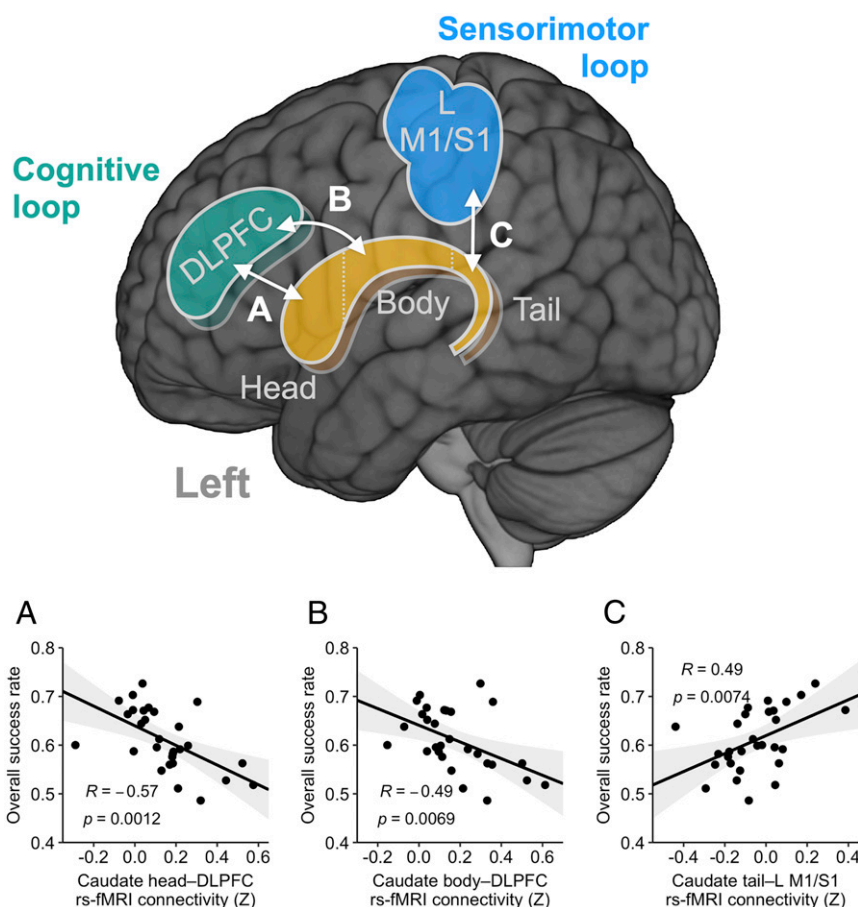 Sensorimotor
loop
L
M1/S1
Cognitive
loop
DLPFC
B
C
A
Body
Tail
Head
Left
A
B
C
0.8
0.7
0.6
0.5
0.4
Overall success rate
R = −0.57
p = 0.0012
-0.2 0.0 0.2 0.4 0.6
Caudate head–DLPFC
rs-fMRI connectivity (Z)
0.8
0.7
0.6
0.5
0.4
Overall success rate
R = −0.49
p = 0.0069
-0.2 0.0 0.2 0.4 0.6
Caudate body–DLPFC
rs-fMRI connectivity (Z)
0.8
0.7
0.6
0.5
0.4
Overall success rate
R = 0.49
p = 0.0074
-0.4 -0.2 0.0 0.2 0.4
Caudate tail–L M1/S1
rs-fMRI connectivity (Z)